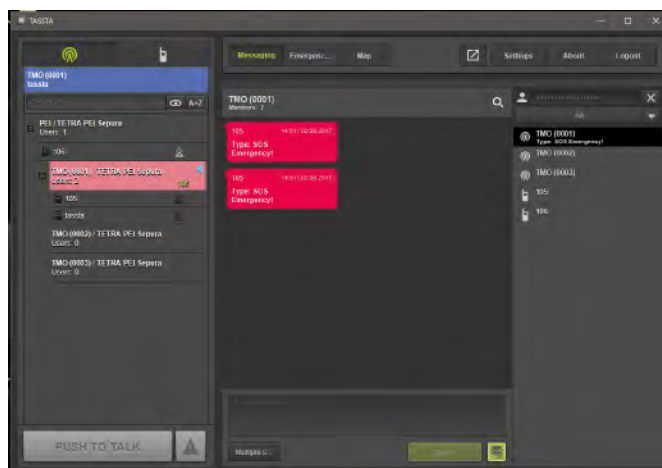 TASSTA
TMO (0001)
tassta
A+Z
PEI / TETRA PEI Sepura
Users: 1
106
TMO (0001) / TETRA PEI Sepura
Users: 2
105
tassta
TMO (0002) / TETRA PEI Sepura
Users: 0
TMO (0003) / TETRA PEI Sepura
Users: 0
PUSH TO TALK
Messaging Emergenc... Map Settings About Logout
TMO (0001)
Members: 2
105
Type: SOS
Emergency!
105
Type: SOS
Emergency!
Multiple s...
All
TMO (0001)
Type: SOS Emergency!
TMO (0002)
TMO (0003)
105
106